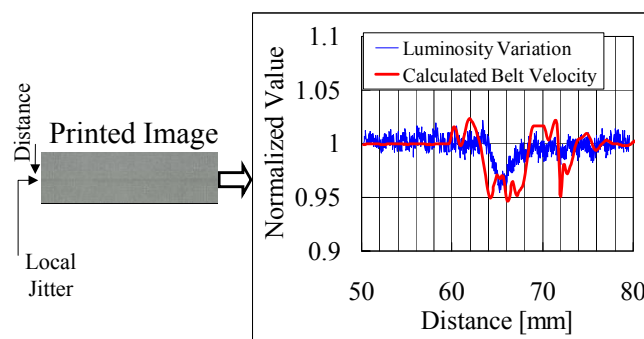 Distance
Printed Image
Local
Jitter
Normalized Value
1.1
1.05
1
0.95
0.9
Luminosity Variation
Calculated Belt Velocity
50 60 70 80
Distance [mm]